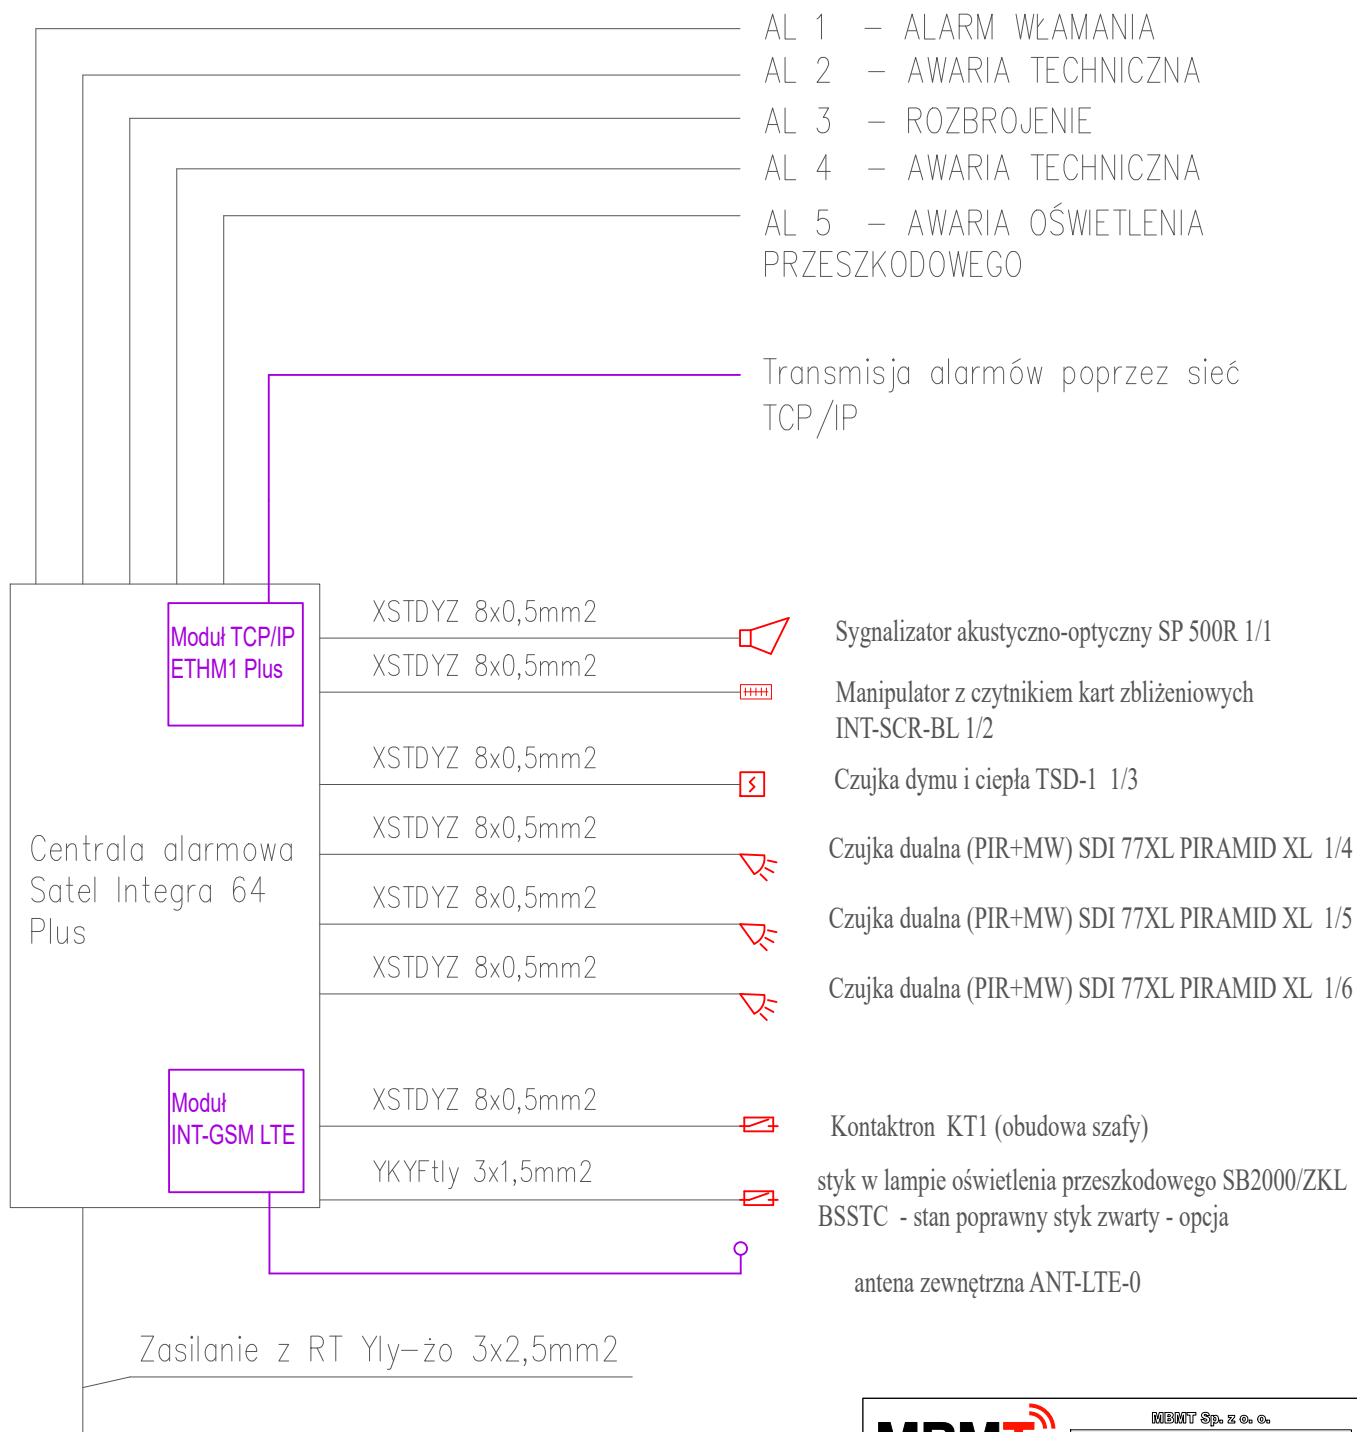 AL 1 – ALARM WŁAMANIA
AL 2 – AWARIA TECHNICZNA
AL 3 – ROZBROJENIE
AL 4 – AWARIA TECHNICZNA
AL 5 – AWARIA OŚWIETLENIA
PRZESZKODOWEGO
Transmisja alarmów poprzez sieć
TCP/IP
Moduł TCP/IP
ETHM1 Plus
XSTDYZ 8x0,5mm2
Sygnalizator akustyczno-optyczny SP 500R 1/1
XSTDYZ 8x0,5mm2
Manipulator z czytnikiem kart zbliżeniowych
INT-SCR-BL 1/2
XSTDYZ 8x0,5mm2
Czujka dymu i ciepła TSD-1 1/3
Centrala alarmowa
Satel Integra 64
Plus
XSTDYZ 8x0,5mm2
Czujka dualna (PIR+MW) SDI 77XL PIRAMID XL 1/4
XSTDYZ 8x0,5mm2
Czujka dualna (PIR+MW) SDI 77XL PIRAMID XL 1/5
XSTDYZ 8x0,5mm2
Czujka dualna (PIR+MW) SDI 77XL PIRAMID XL 1/6
Moduł
INT-GSM LTE
XSTDYZ 8x0,5mm2
Kontaktron KT1 (obudowa szafy)
YKYFtly 3x1,5mm2
styk w lampie oświetlenia przeszkodowego SB2000/ZKL
BSSTC - stan poprawny styk zwarty - opcja
antena zewnętrzna ANT-LTE-0
Zasilanie z RT Yly–żo 3x2,5mm2
MBMT
MBMT Sp. z o. o.